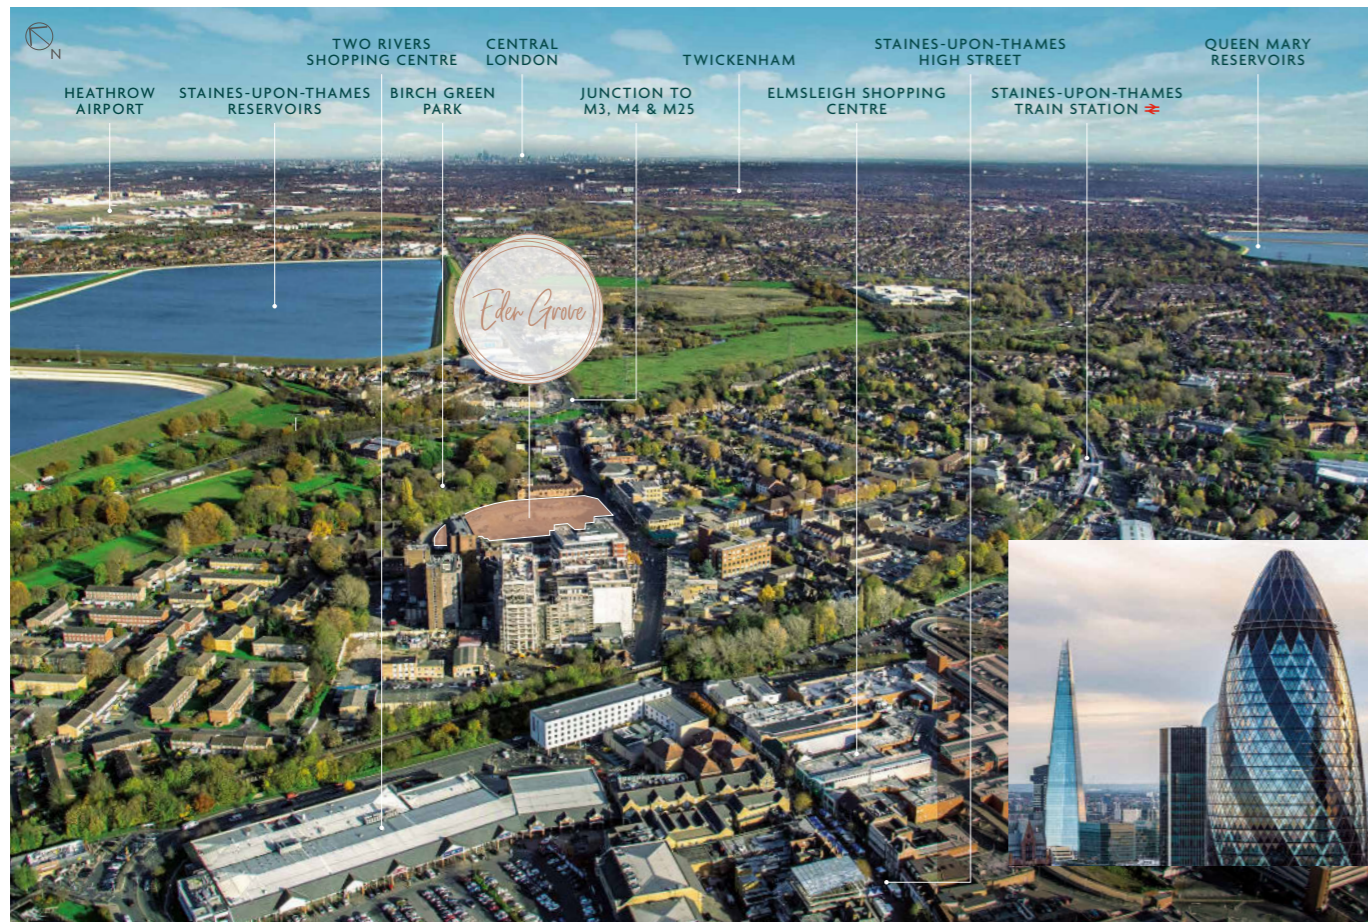 N
TWO RIVERS
SHOPPING CENTRE
CENTRAL
LONDON
TWICKENHAM
STAINES-UPON-THAMES
HIGH STREET
QUEEN MARY
RESERVOIRS
HEATHROW
AIRPORT
STAINES-UPON-THAMES
RESERVOIRS
BIRCH GREEN
PARK
JUNCTION TO
M3, M4 & M25
ELMSLEIGH SHOPPING
CENTRE
STAINES-UPON-THAMES
TRAIN STATION
Eden Grove